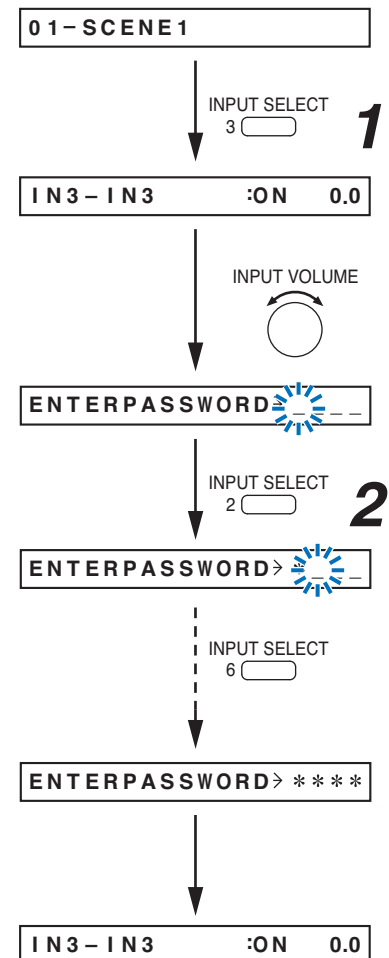 01-SCENE1
INPUT SELECT
3
1
IN3-IN3 :ON 0.0
INPUT VOLUME
ENTERPASSWORD> _ _ _ _
INPUT SELECT
2
2
ENTERPASSWORD> * _ _ _
INPUT SELECT
6
ENTERPASSWORD> * * * *
IN3-IN3 :ON 0.0